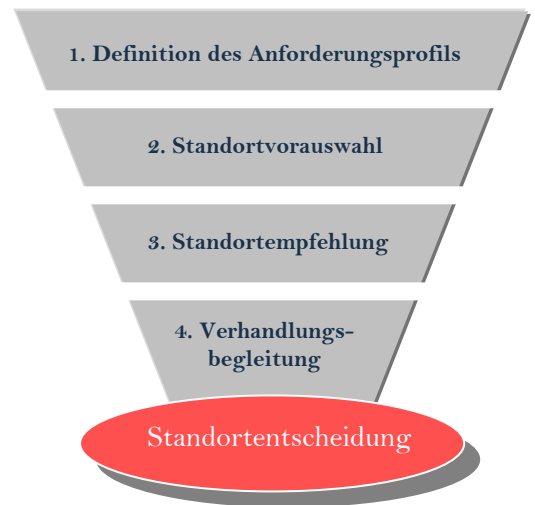 1. Definition des Anforderungsprofils
2. Standortvorauswahl
3. Standortempfehlung
4. Verhandlungs-
begleitung
Standortentscheidung